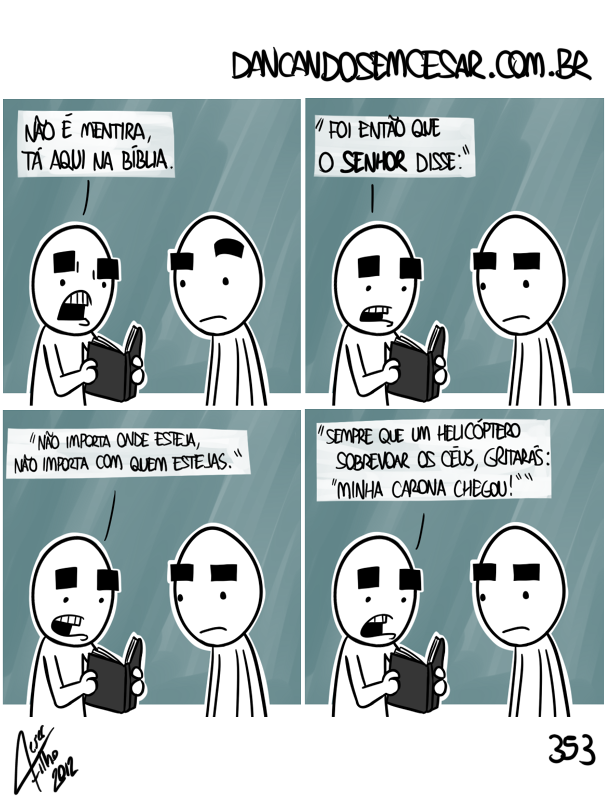 DANCANDOSEMCESAR.COM.BR
NÃO É MENTIRA,
TÁ AQUI NA BÍBLIA.
"FOI ENTÃO QUE
O SENHOR DISSE:"
"NÃO IMPORTA ONDE ESTEJA,
NÃO IMPORTA COM QUEM ESTEJAS."
"SEMPRE QUE UM HELICÓPTERO
SOBREVOAR OS CÉUS, GRITARÁS:
"MINHA CARONA CHEGOU!""
Filho
2012
353